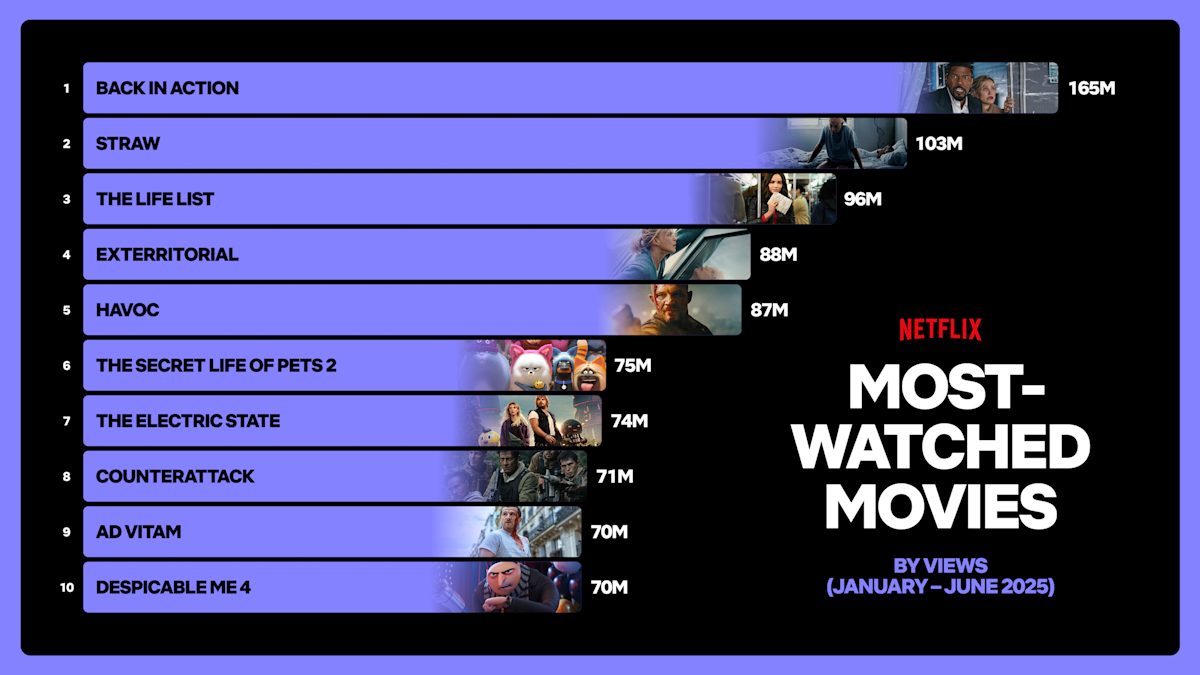 1 BACK IN ACTION 165M
2 STRAW 103M
3 THE LIFE LIST 96M
4 EXTERRITORIAL 88M
5 HAVOC 87M
6 THE SECRET LIFE OF PETS 2 75M
7 THE ELECTRIC STATE 74M
8 COUNTERATTACK 71M
9 AD VITAM 70M
10 DESPICABLE ME 4 70M
NETFLIX
MOST-
WATCHED
MOVIES
BY VIEWS
(JANUARY – JUNE 2025)